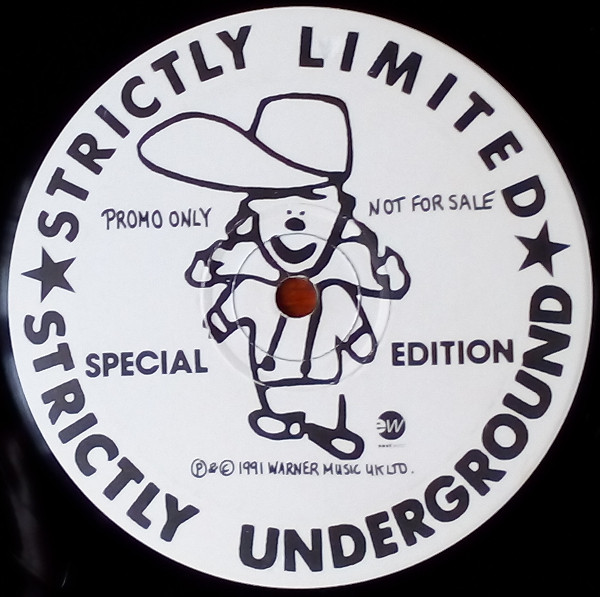 STRICTLY LIMITED
PROMO ONLY
NOT FOR SALE
SPECIAL EDITION
ew
Ⓟ & © 1991 WARNER MUSIC UK LTD.
STRICTLY UNDERGROUND